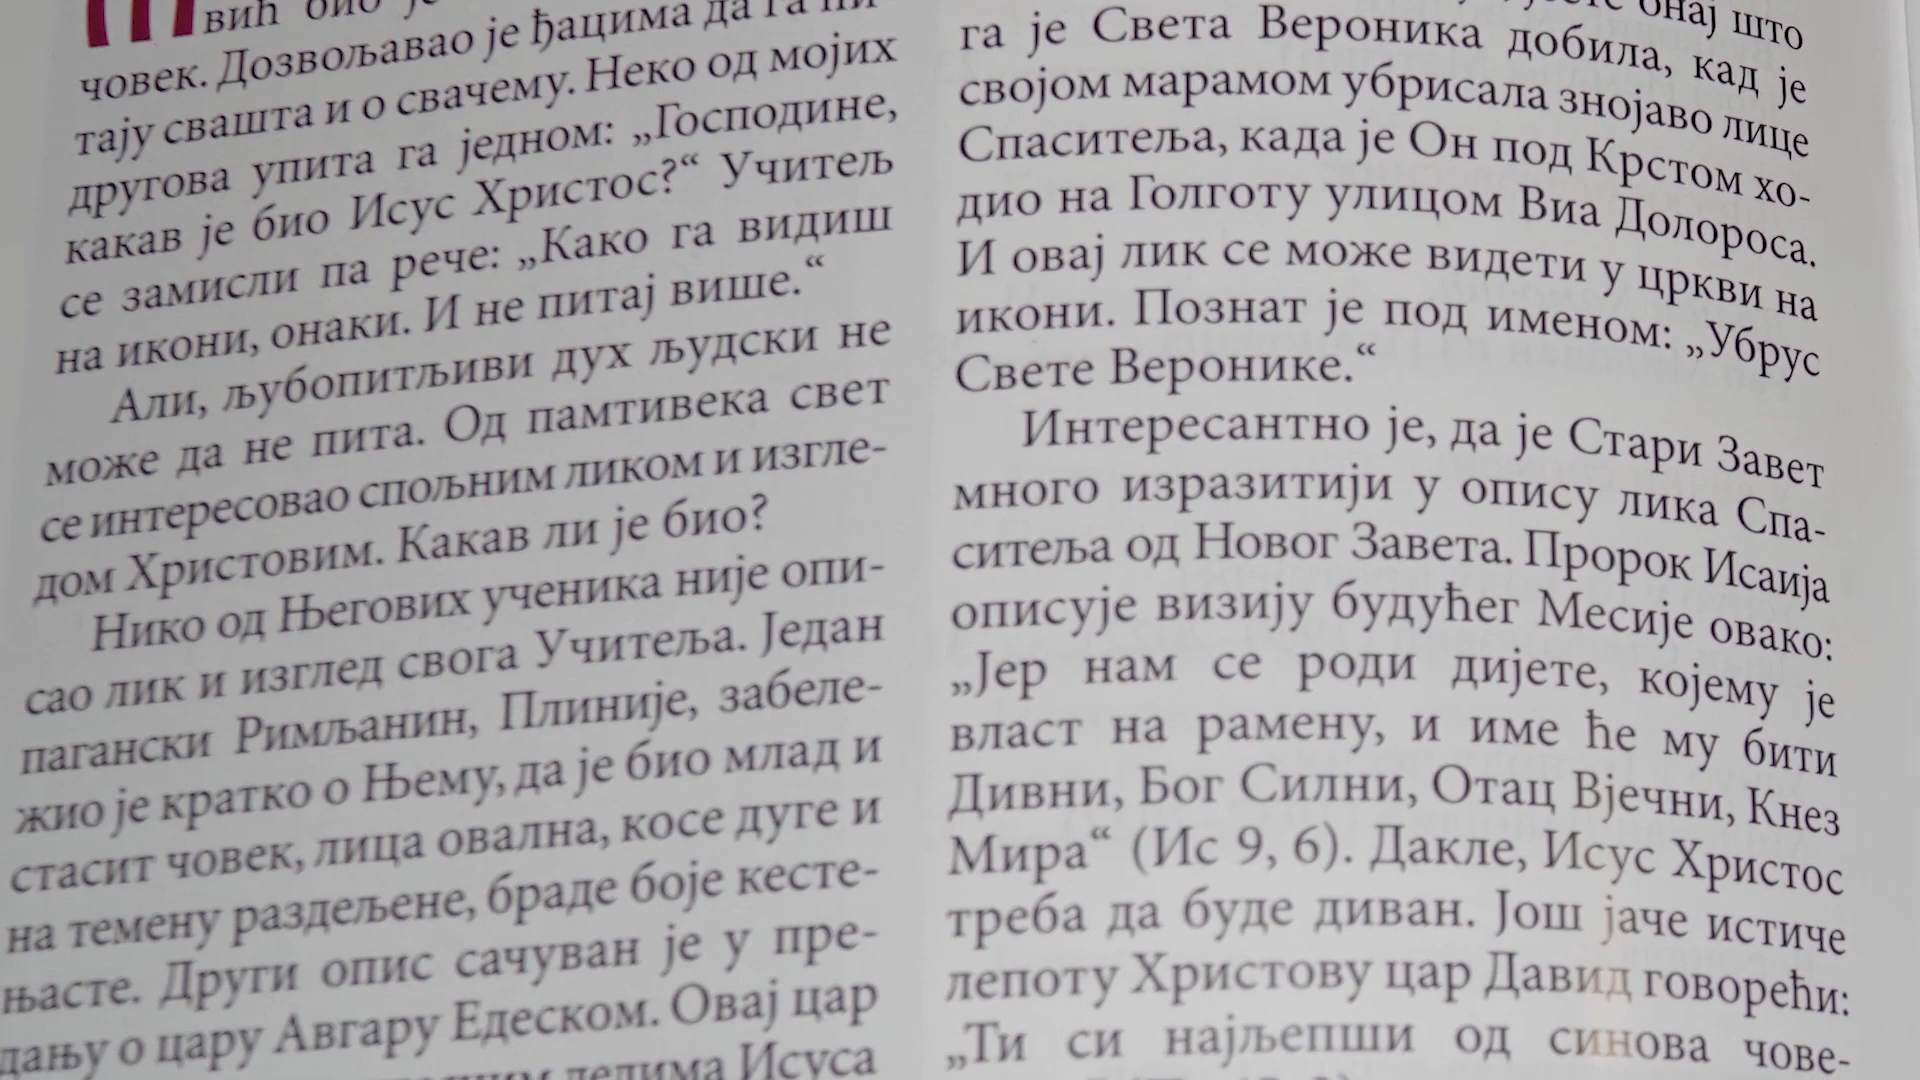 вић био
човек. Дозвољавао је ђацима да га пи-
тају свашта и о свачему. Неко од мојих
другова упита га једном: „Господине,
какав је био Исус Христос?“ Учитељ
се замисли па рече: „Како га видиш
на икони, онаки. И не питај више.“
Али, љубопитљиви дух људски не
може да не пита. Од памтивека свет
се интересовао спољним ликом и изгле-
дом Христовим. Какав ли је био?
Нико од Његових ученика није опи-
сао лик и изглед свога Учитеља. Један
пагански Римљанин, Плиније, забеле-
жио је кратко о Њему, да је био млад и
стасит човек, лица овална, косе дуге и
на темену раздељене, браде боје кесте-
њасте. Други опис сачуван је у пре-
дању о цару Авгару Едеском. Овај цар
делима Исуса
онај што
га је Света Вероника добила, кад је
својом марамом убрисала знојаво лице
Спаситеља, када је Он под Крстом хо-
дио на Голготу улицом Виа Долороса.
И овај лик се може видети у цркви на
икони. Познат је под именом: „Убрус
Свете Веронике.“
Интересантно је, да је Стари Завет
много изразитији у опису лика Спа-
ситеља од Новог Завета. Пророк Исаија
описује визију будућег Месије овако:
„Јер нам се роди дијете, којему је
власт на рамену, и име ће му бити
Дивни, Бог Силни, Отац Вјечни, Кнез
Мира“ (Ис 9, 6). Дакле, Исус Христос
треба да буде диван. Још јаче истиче
лепоту Христову цар Давид говорећи:
„Ти си најљепши од синова чове-